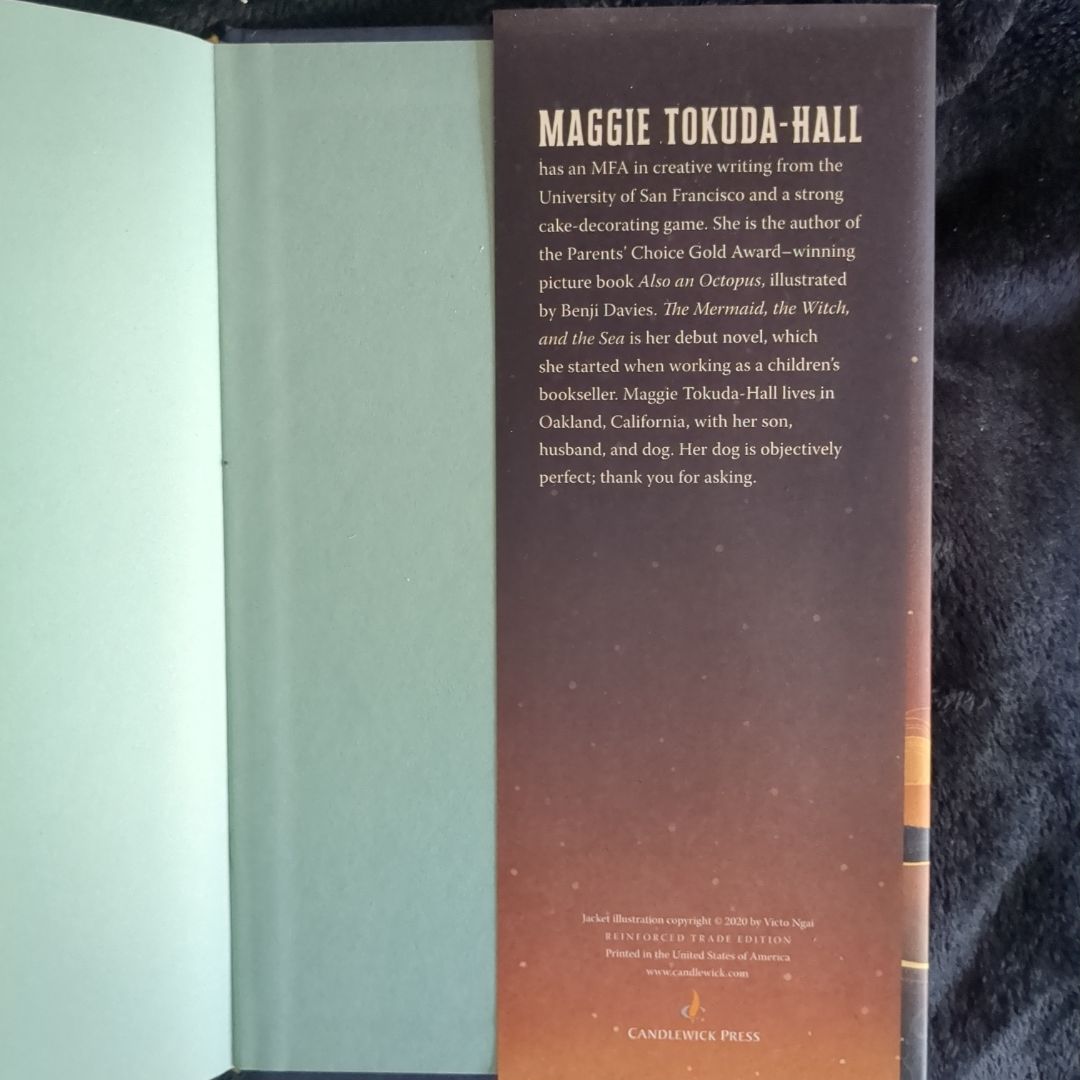 MAGGIE TOKUDA-HALL
has an MFA in creative writing from the
University of San Francisco and a strong
cake-decorating game. She is the author of
the Parents' Choice Gold Award–winning
picture book Also an Octopus, illustrated
by Benji Davies. The Mermaid, the Witch,
and the Sea is her debut novel, which
she started when working as a children's
bookseller. Maggie Tokuda-Hall lives in
Oakland, California, with her son,
husband, and dog. Her dog is objectively
perfect; thank you for asking.
Jacket illustration copyright © 2020 by Victo Ngai
REINFORCED TRADE EDITION
Printed in the United States of America
www.candlewick.com
CANDLEWICK PRESS